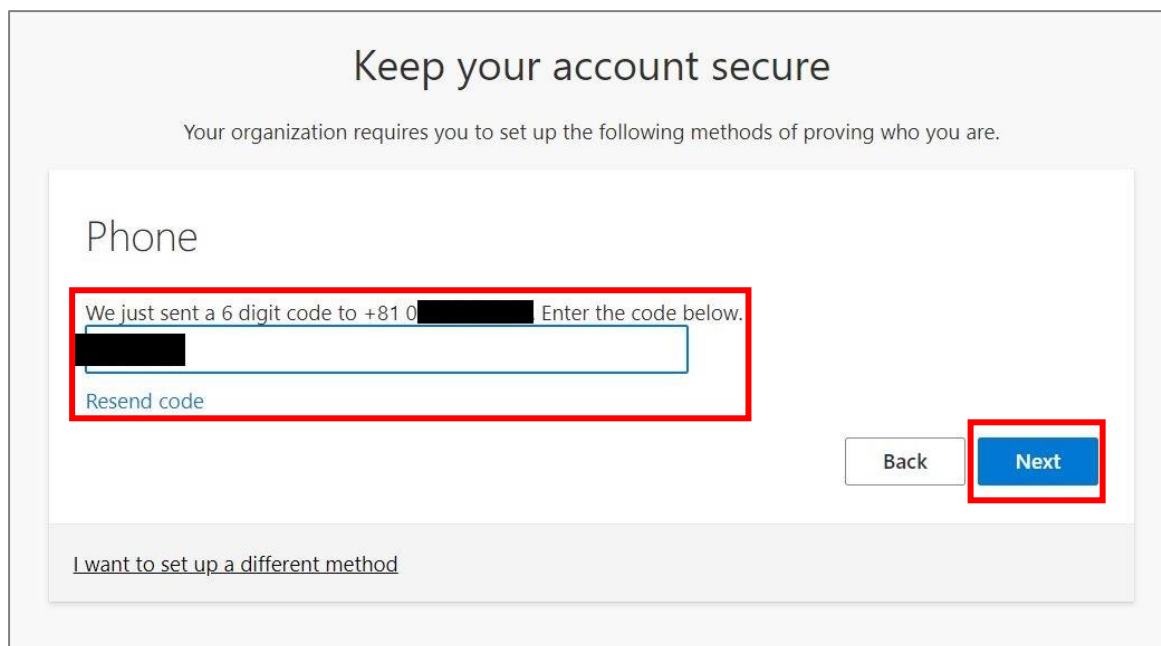 Keep your account secure
Your organization requires you to set up the following methods of proving who you are.
Phone
We just sent a 6 digit code to +81 0 Enter the code below.
Resend code
Back
Next
I want to set up a different method